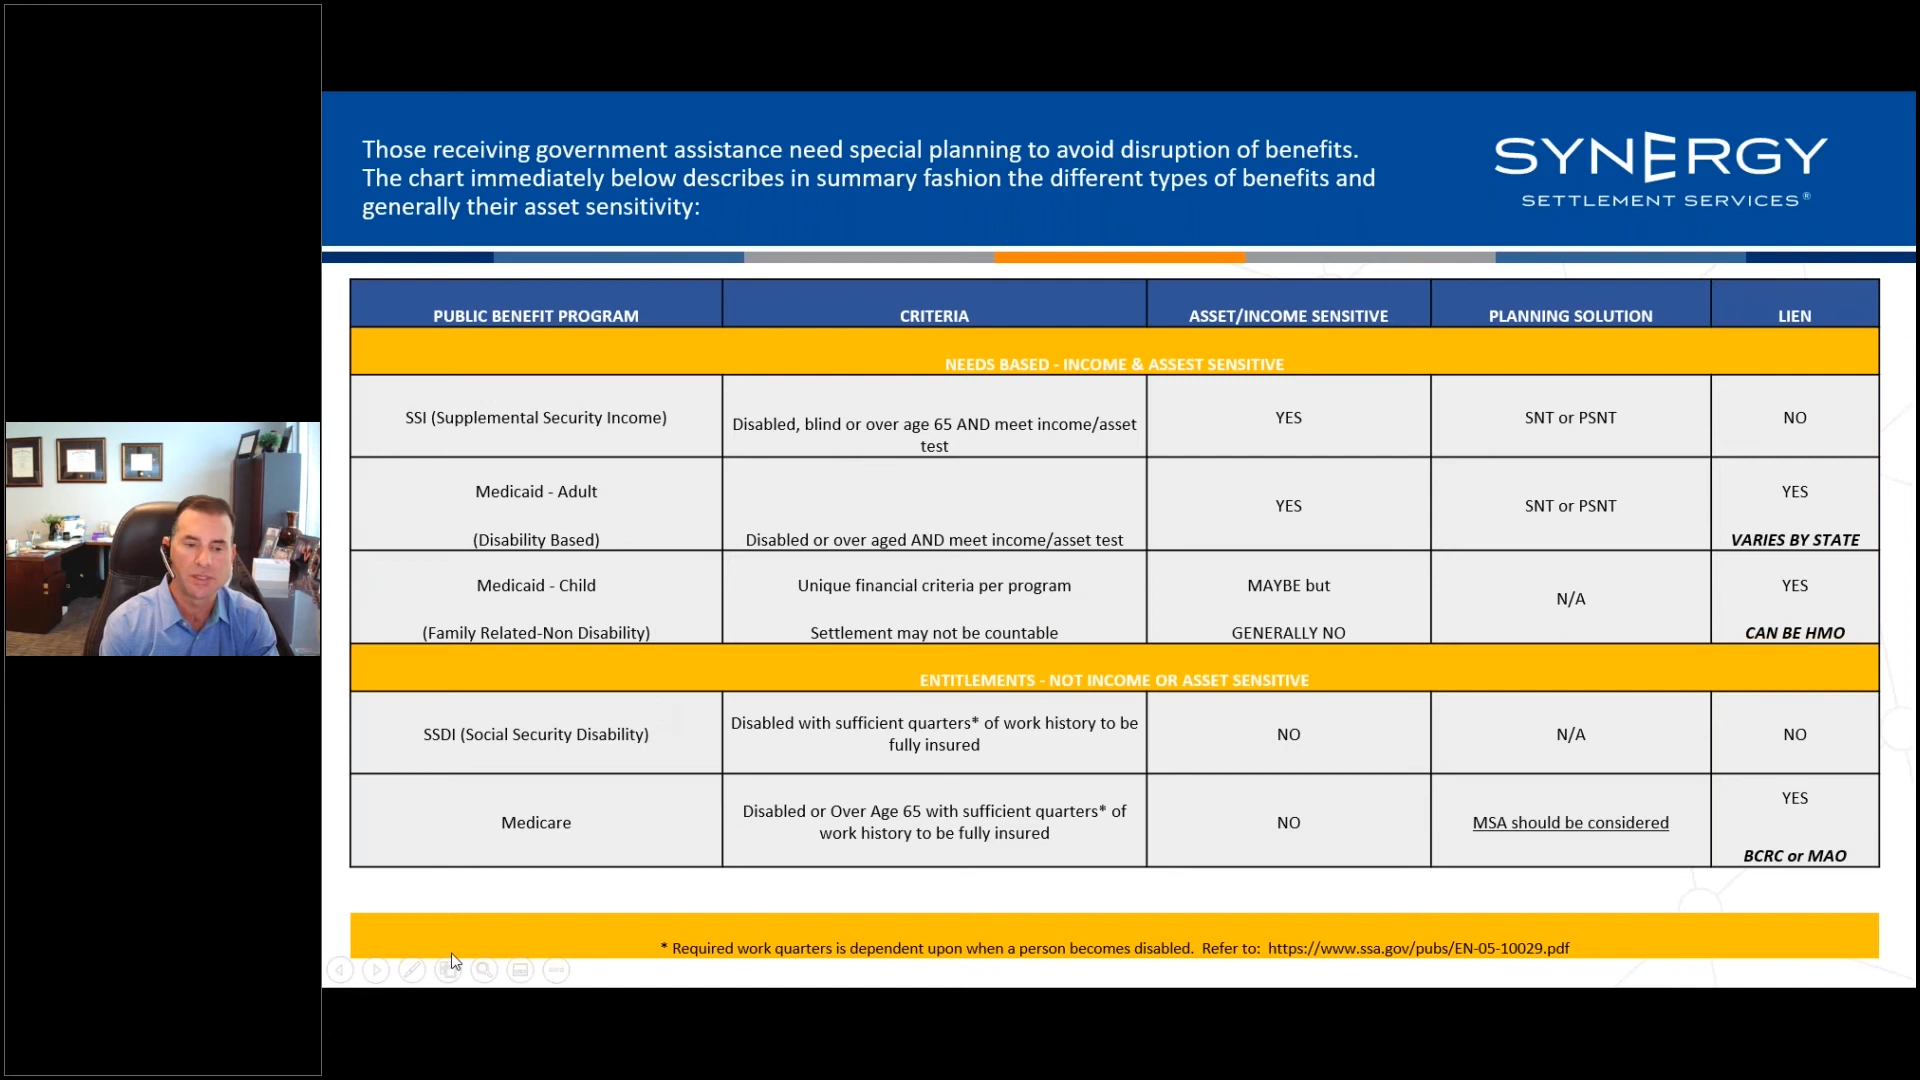 Those receiving government assistance need special planning to avoid disruption of benefits.
The chart immediately below describes in summary fashion the different types of benefits and
generally their asset sensitivity:
SYNERGY
SETTLEMENT SERVICES®
PUBLIC BENEFIT PROGRAM
CRITERIA
ASSET/INCOME SENSITIVE
PLANNING SOLUTION
LIEN
NEEDS BASED - INCOME & ASSEST SENSITIVE
SSI (Supplemental Security Income)
Disabled, blind or over age 65 AND meet income/asset
test
YES
SNT or PSNT
NO
Medicaid - Adult
(Disability Based)
Disabled or over aged AND meet income/asset test
YES
SNT or PSNT
YES
VARIES BY STATE
Medicaid - Child
(Family Related-Non Disability)
Unique financial criteria per program
Settlement may not be countable
MAYBE but
GENERALLY NO
N/A
YES
CAN BE HMO
ENTITLEMENTS - NOT INCOME OR ASSET SENSITIVE
SSDI (Social Security Disability)
Disabled with sufficient quarters* of work history to be
fully insured
NO
N/A
NO
Medicare
Disabled or Over Age 65 with sufficient quarters* of
work history to be fully insured
NO
MSA should be considered
YES
BCRC or MAO
* Required work quarters is dependent upon when a person becomes disabled. Refer to: https://www.ssa.gov/pubs/EN-05-10029.pdf